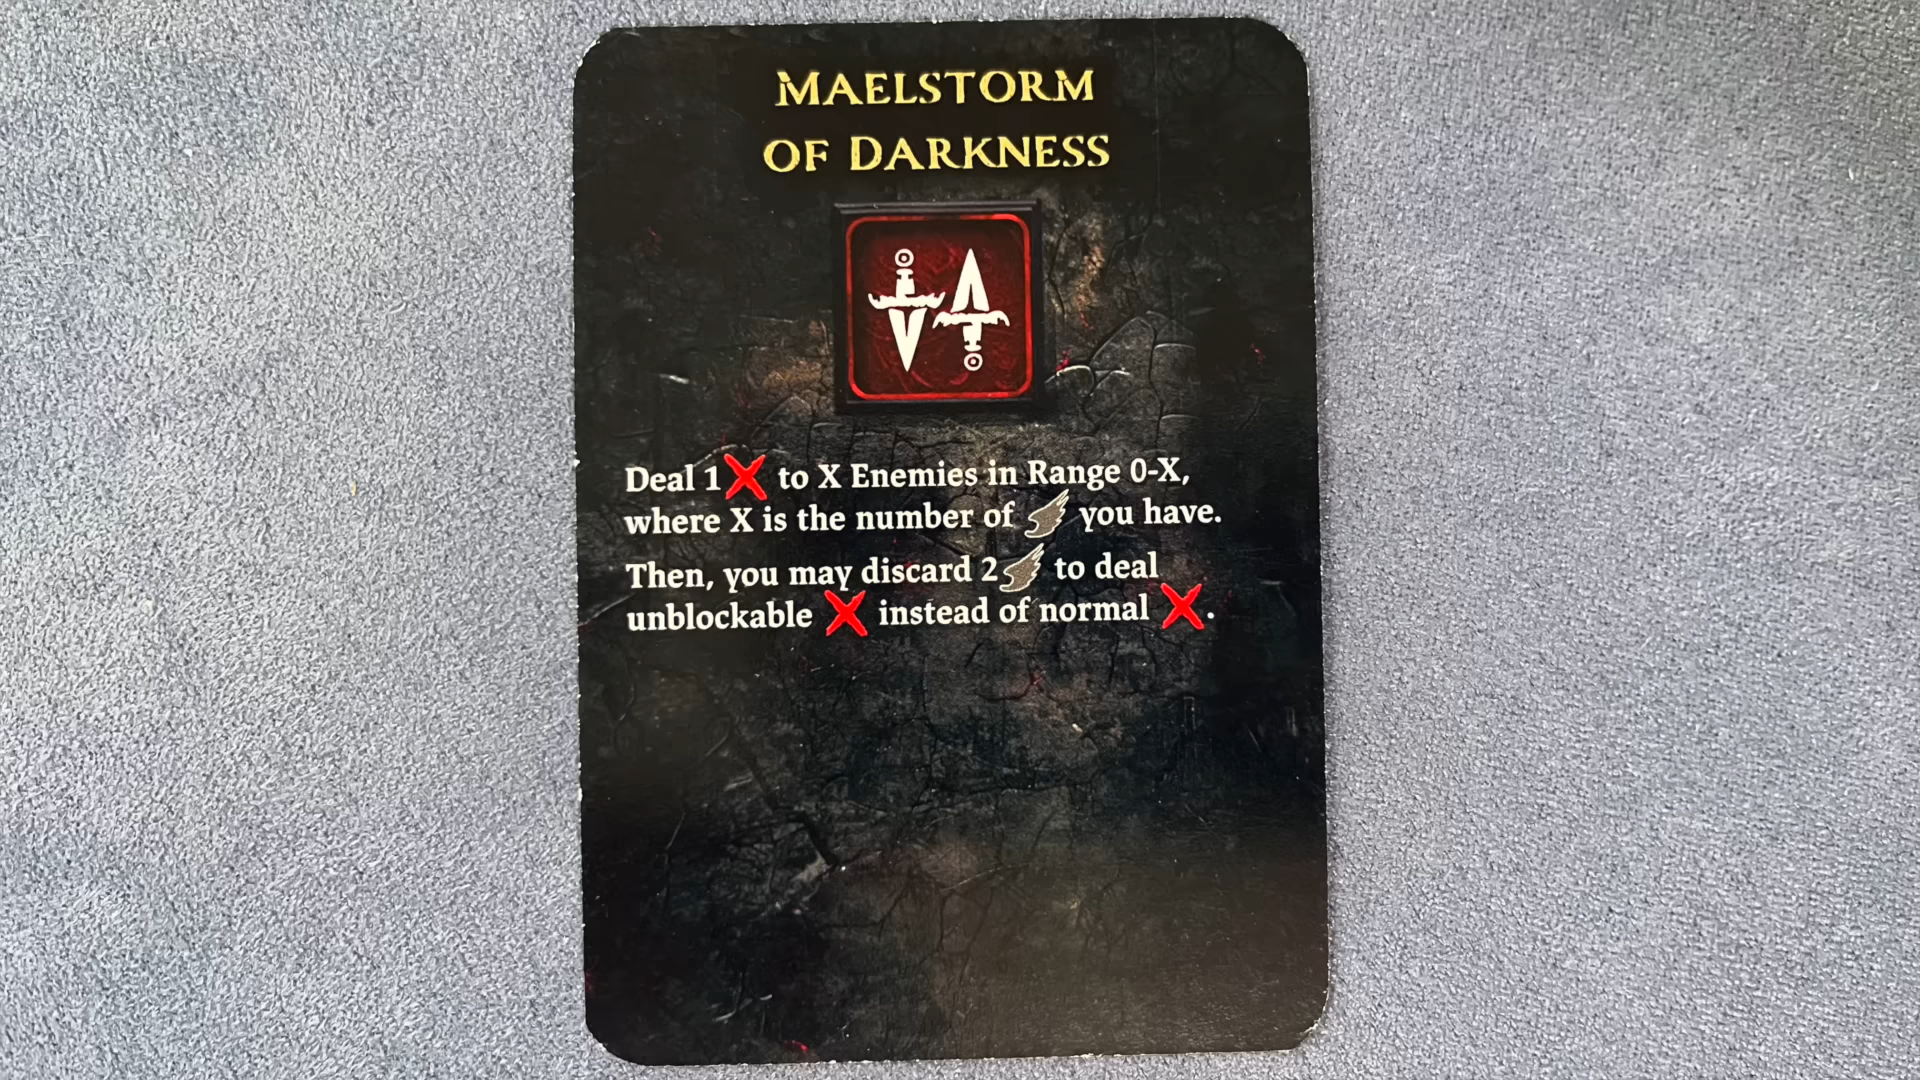 MAELSTORM
OF DARKNESS
Deal 1 to X Enemies in Range 0-X,
where X is the number of you have.
Then, you may discard 2 to deal
unblockable instead of normal .